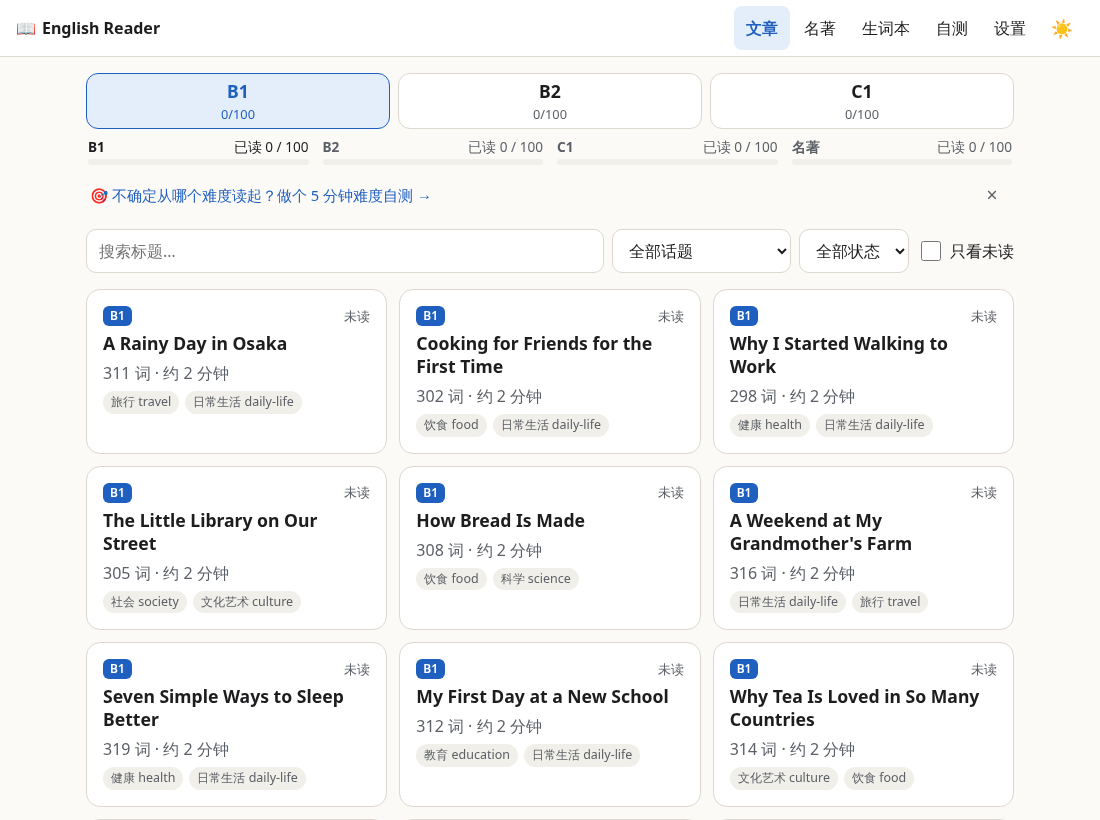 📖 English Reader
文章 名著 生词本 自测 设置 ☀️
B1 B2 C1
0/100 0/100 0/100
B1 已读 0 / 100 B2 已读 0 / 100 C1 已读 0 / 100 名著 已读 0 / 100
🎯 不确定从哪个难度读起？做个 5 分钟难度自测 → ×
搜索标题... 全部话题 全部状态 只看未读
B1 未读
A Rainy Day in Osaka
311 词 · 约 2 分钟
旅行 travel 日常生活 daily-life
B1 未读
Cooking for Friends for the
First Time
302 词 · 约 2 分钟
饮食 food 日常生活 daily-life
B1 未读
Why I Started Walking to
Work
298 词 · 约 2 分钟
健康 health 日常生活 daily-life
B1 未读
The Little Library on Our
Street
305 词 · 约 2 分钟
社会 society 文化艺术 culture
B1 未读
How Bread Is Made
308 词 · 约 2 分钟
饮食 food 科学 science
B1 未读
A Weekend at My
Grandmother's Farm
316 词 · 约 2 分钟
日常生活 daily-life 旅行 travel
B1 未读
Seven Simple Ways to Sleep
Better
319 词 · 约 2 分钟
健康 health 日常生活 daily-life
B1 未读
My First Day at a New School
312 词 · 约 2 分钟
教育 education 日常生活 daily-life
B1 未读
Why Tea Is Loved in So Many
Countries
314 词 · 约 2 分钟
文化艺术 culture 饮食 food